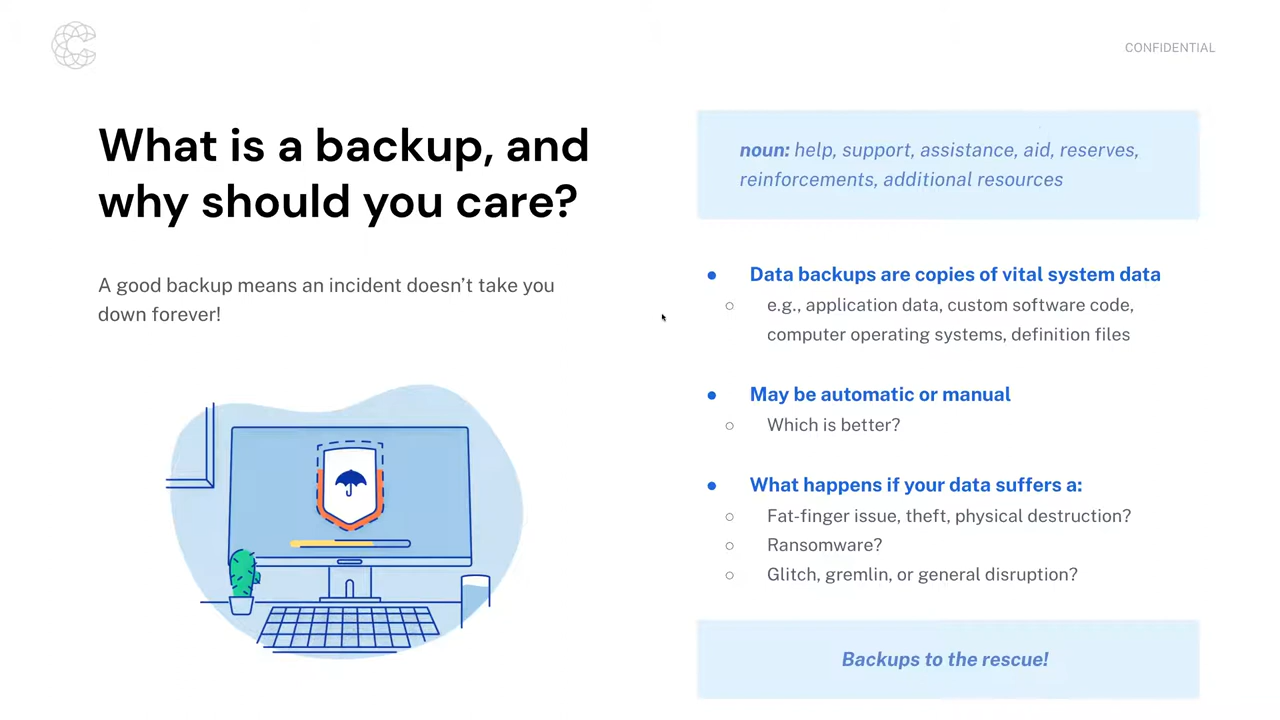 CONFIDENTIAL
What is a backup, and
why should you care?
A good backup means an incident doesn’t take you
down forever!
noun: help, support, assistance, aid, reserves,
reinforcements, additional resources
● Data backups are copies of vital system data
○ e.g., application data, custom software code,
computer operating systems, definition files
● May be automatic or manual
○ Which is better?
● What happens if your data suffers a:
○ Fat-finger issue, theft, physical destruction?
○ Ransomware?
○ Glitch, gremlin, or general disruption?
Backups to the rescue!